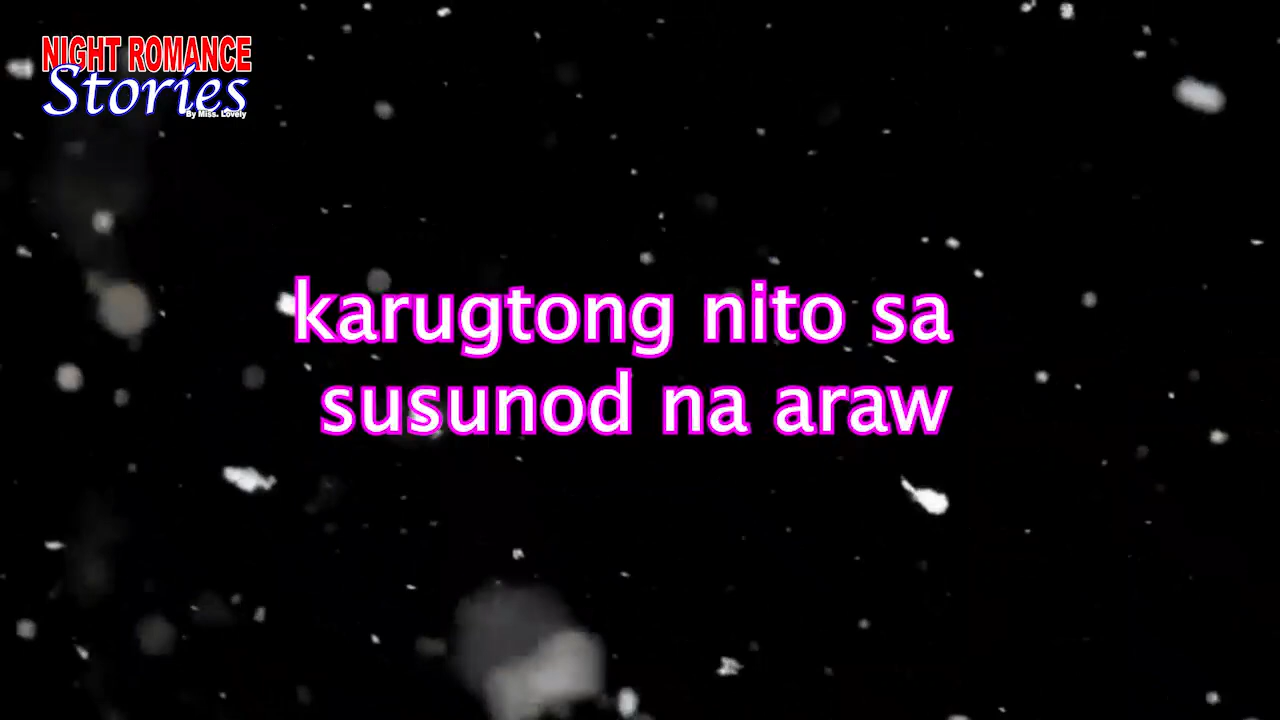 NIGHT ROMANCE
Stories
By Miss. Lovely
karugtong nito sa
susunod na araw